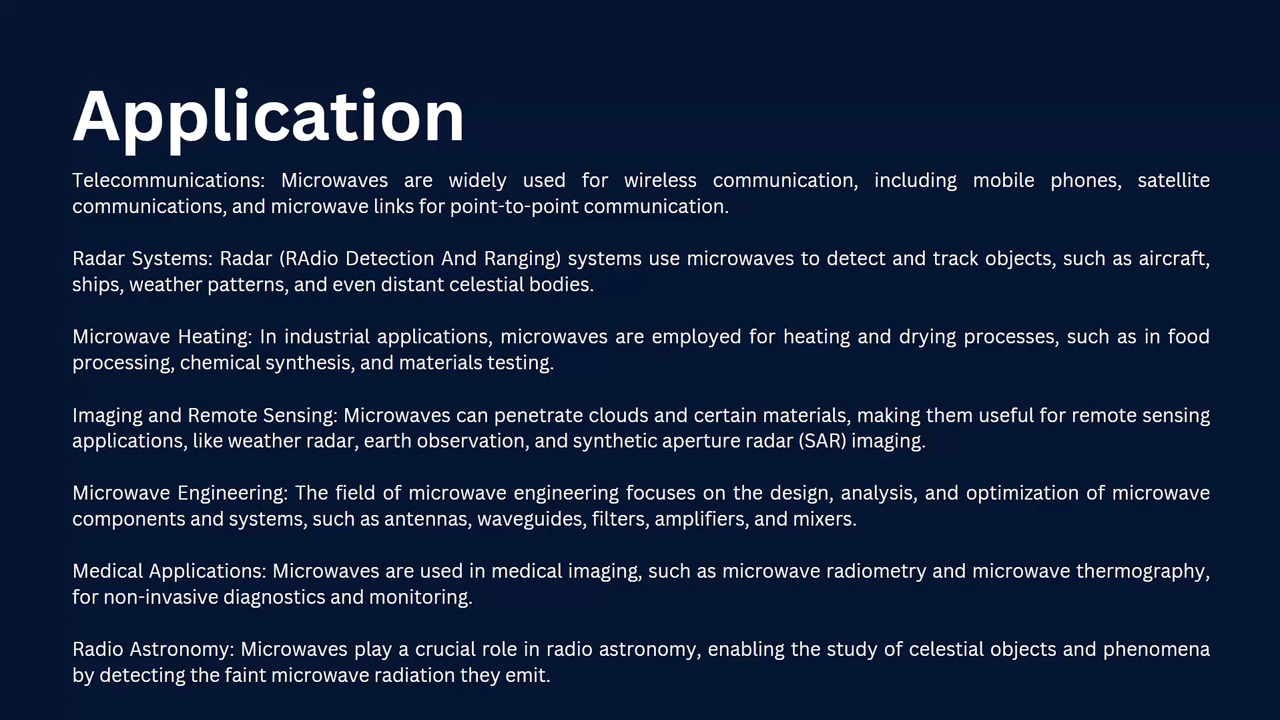 Application
Telecommunications: Microwaves are widely used for wireless communication, including mobile phones, satellite
communications, and microwave links for point-to-point communication.
Radar Systems: Radar (RAdio Detection And Ranging) systems use microwaves to detect and track objects, such as aircraft,
ships, weather patterns, and even distant celestial bodies.
Microwave Heating: In industrial applications, microwaves are employed for heating and drying processes, such as in food
processing, chemical synthesis, and materials testing.
Imaging and Remote Sensing: Microwaves can penetrate clouds and certain materials, making them useful for remote sensing
applications, like weather radar, earth observation, and synthetic aperture radar (SAR) imaging.
Microwave Engineering: The field of microwave engineering focuses on the design, analysis, and optimization of microwave
components and systems, such as antennas, waveguides, filters, amplifiers, and mixers.
Medical Applications: Microwaves are used in medical imaging, such as microwave radiometry and microwave thermography,
for non-invasive diagnostics and monitoring.
Radio Astronomy: Microwaves play a crucial role in radio astronomy, enabling the study of celestial objects and phenomena
by detecting the faint microwave radiation they emit.